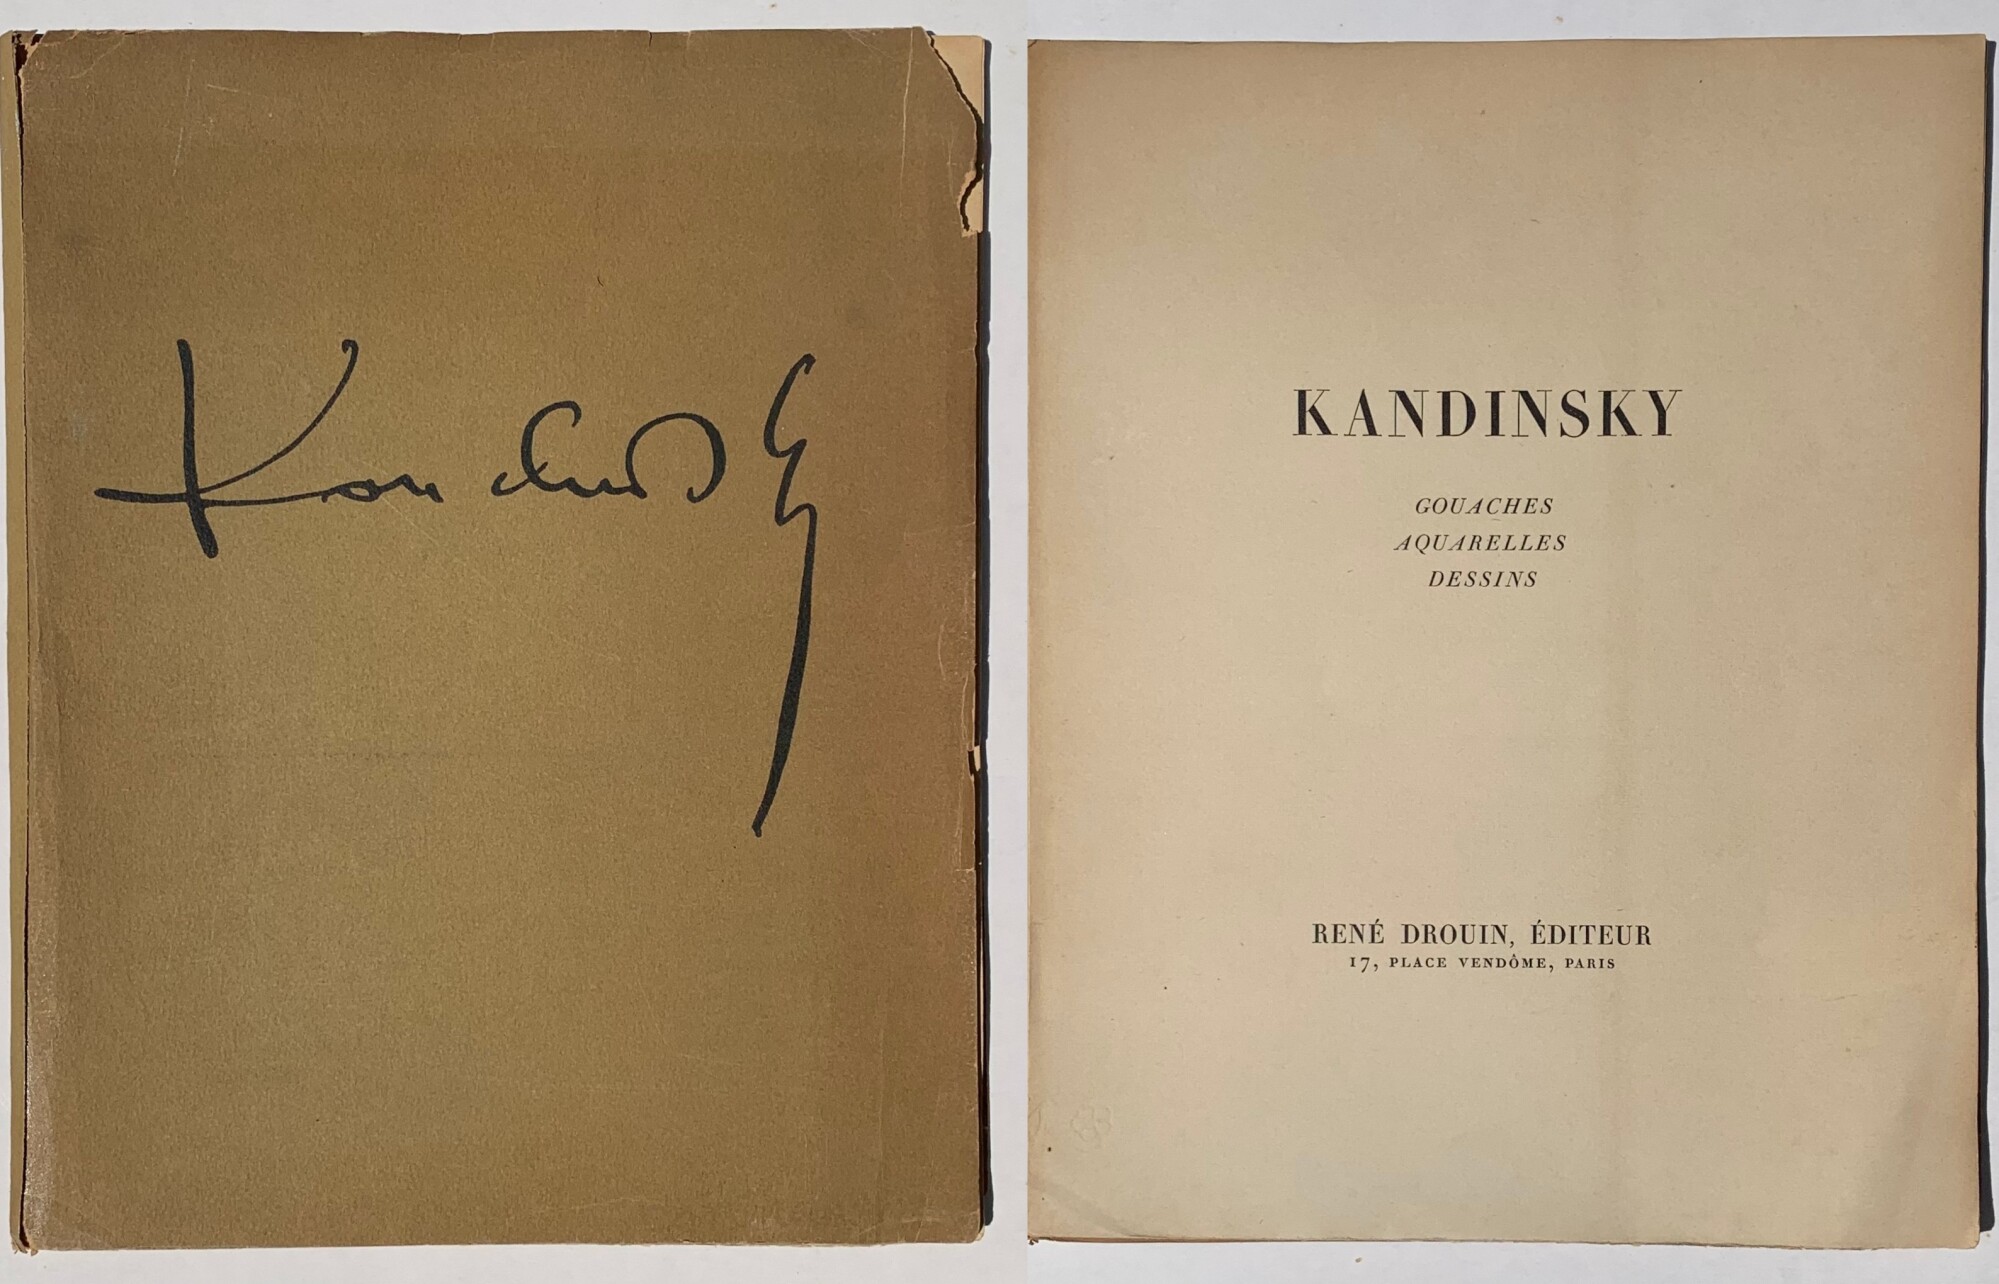 Kandinsky
KANDINSKY
GOUACHES
AQUARELLES
DESSINS
RENÉ DROUIN, ÉDITEUR
17, PLACE VENDÔME, PARIS